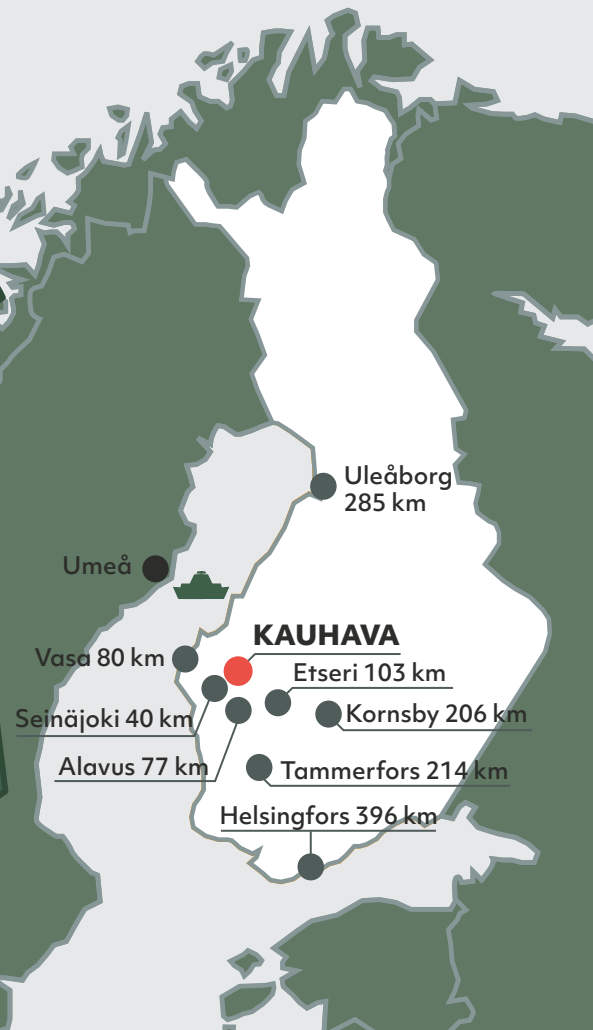 Uleåborg
285 km
Umeå
KAUHAVA
Vasa 80 km
Etseri 103 km
Seinäjoki 40 km
Kornsby 206 km
Alavus 77 km
Tammerfors 214 km
Helsingfors 396 km